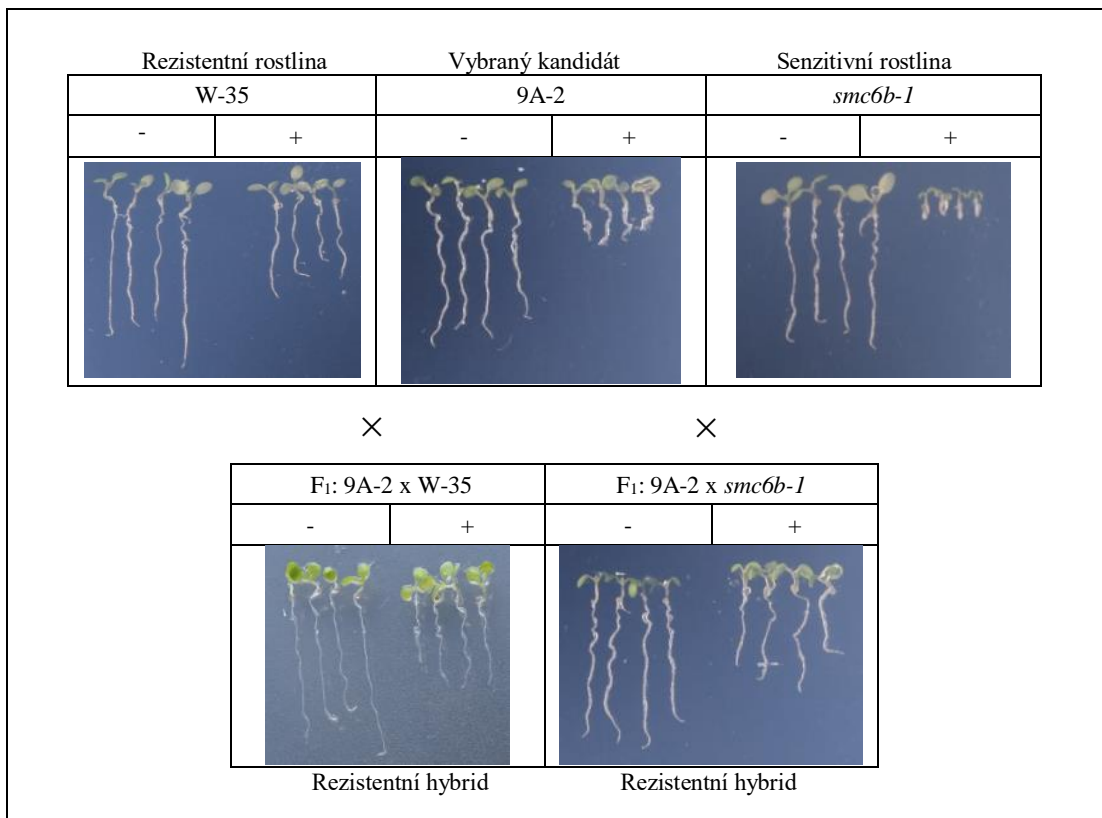 Rezistentní rostlina Vybraný kandidát Senzitivní rostlina
W-35 9A-2 smc6b-1
- + - + - +
× ×
F1: 9A-2 x W-35 F1: 9A-2 x smc6b-1
- + - +
Rezistentní hybrid Rezistentní hybrid